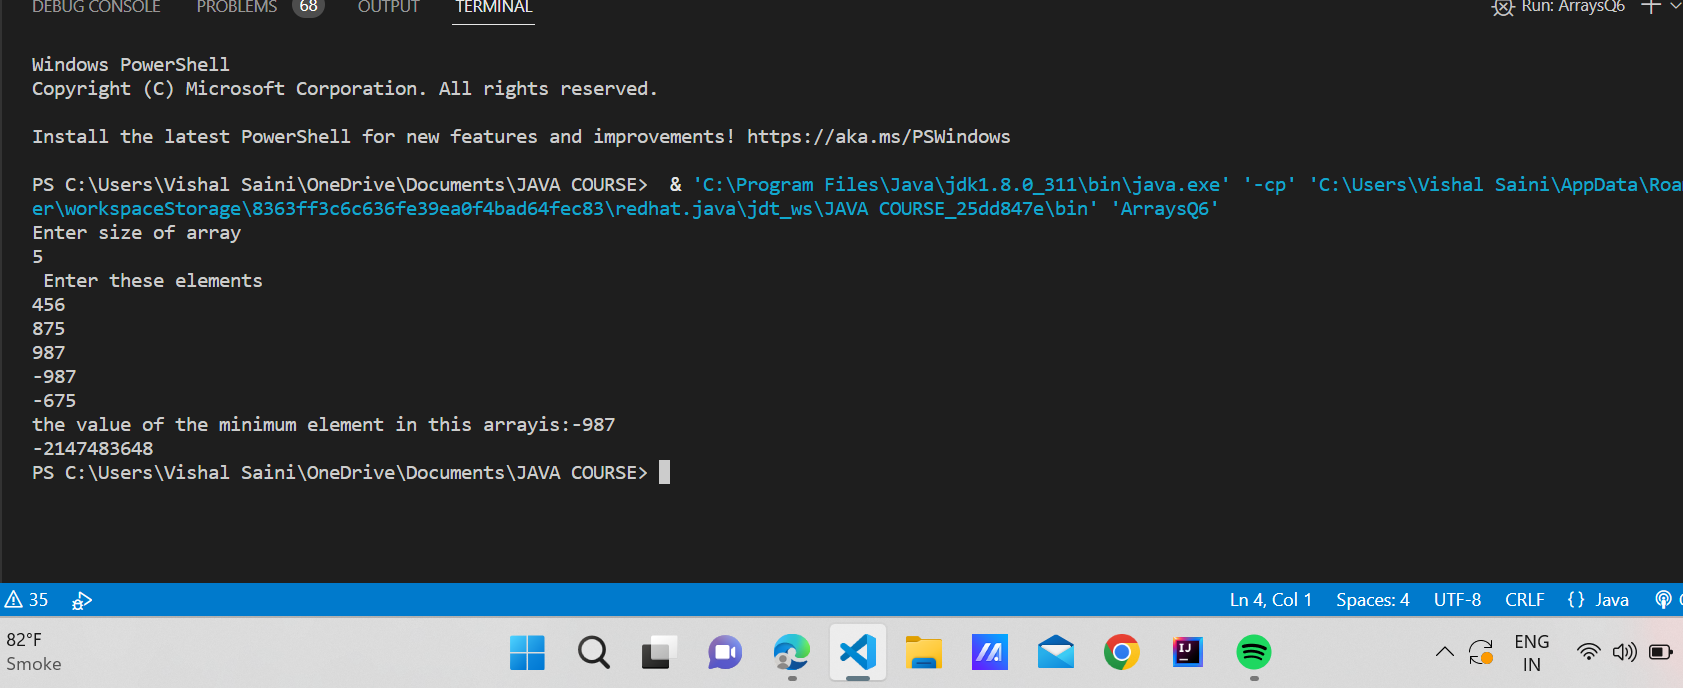 DEBUG CONSOLE PROBLEMS 68 OUTPUT TERMINAL Run: ArraysQ6
Windows PowerShell
Copyright (C) Microsoft Corporation. All rights reserved.
Install the latest PowerShell for new features and improvements! https://aka.ms/PSWindows
PS C:\Users\Vishal Saini\OneDrive\Documents\JAVA COURSE>  & 'C:\Program Files\Java\jdk1.8.0_311\bin\java.exe' '-cp' 'C:\Users\Vishal Saini\AppData\Roa
er\workspaceStorage\8363ff3c6c636fe39ea0f4bad64fec83\redhat.java\jdt_ws\JAVA COURSE_25dd847e\bin' 'ArraysQ6'
Enter size of array
5
 Enter these elements
456
875
987
-987
-675
the value of the minimum element in this arrayis:-987
-2147483648
PS C:\Users\Vishal Saini\OneDrive\Documents\JAVA COURSE>
35 Ln 4, Col 1 Spaces: 4 UTF-8 CRLF {} Java
82°F
Smoke
IJ
ENG
IN